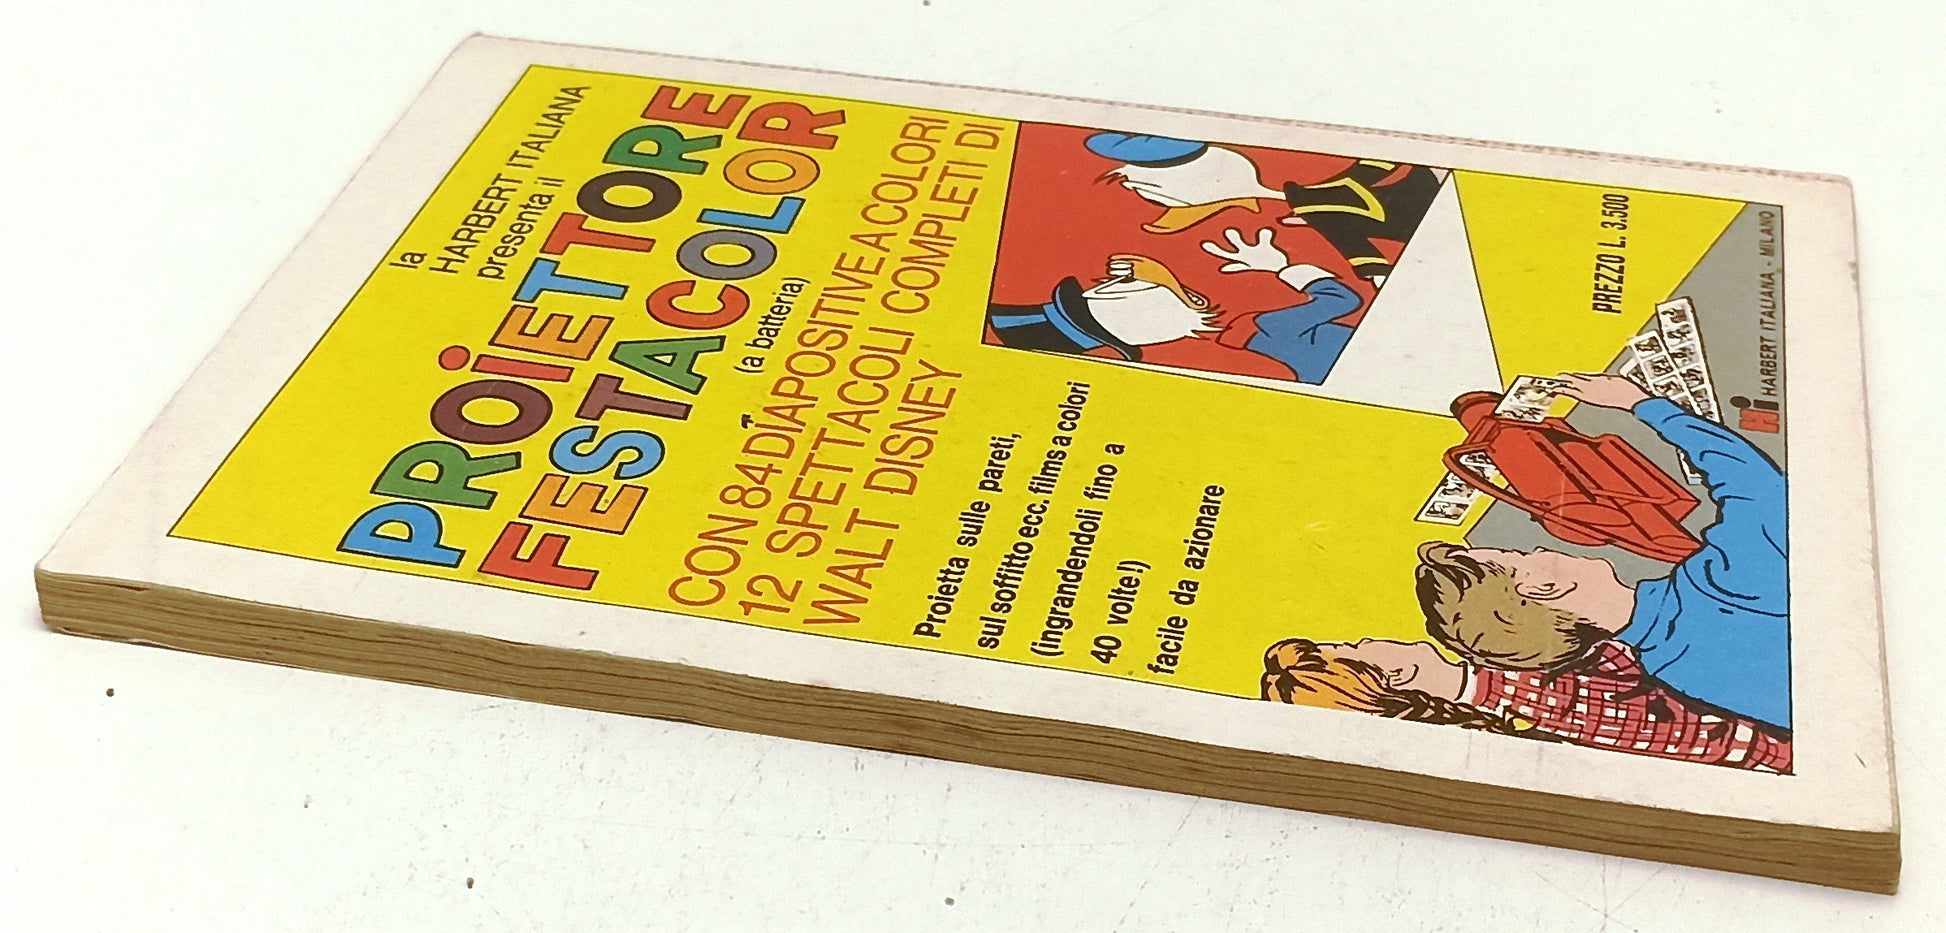 la
HARBERT ITALIANA
presenta il
PROiETTORE
FESTACOLOR
(a batteria)
CON 84 DIAPOSITIVE A COLORI
12 SPETTACOLI COMPLETI DI
WALT DISNEY
Proietta sulle pareti,
sul soffitto ecc. films a colori
(ingrandendoli fino a
40 volte!)
facile da azionare
PREZZO L. 3.500
Hi HARBERT ITALIANA - MILANO